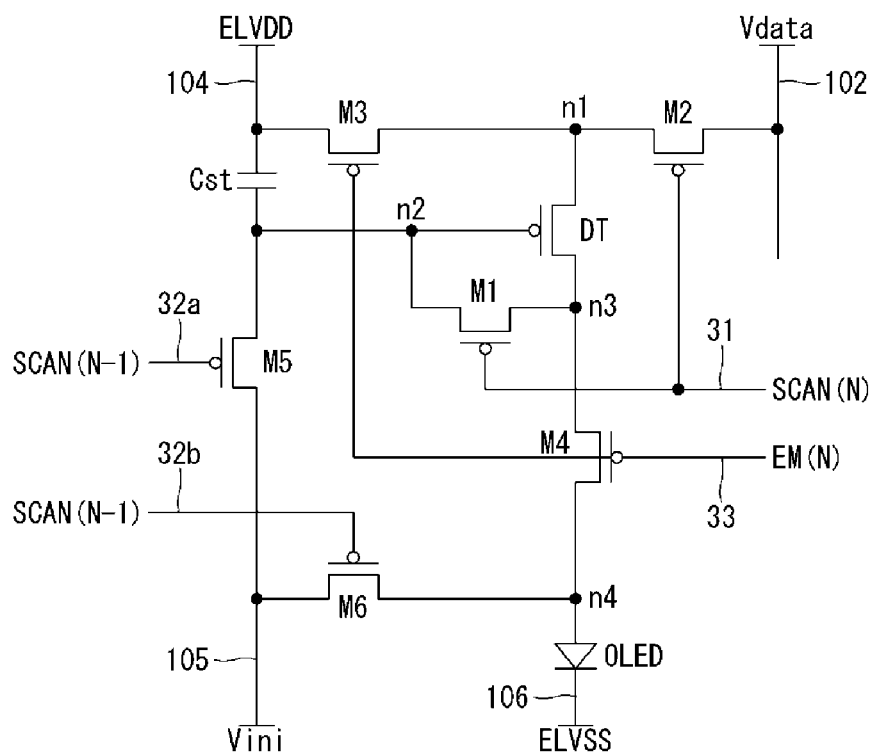 ELVDD
Vdata
104
102
M3
n1
M2
Cst
n2
DT
M1
n3
32a
31
SCAN(N-1)
M5
SCAN(N)
M4
32b
EM(N)
33
SCAN(N-1)
M6
n4
105
OLED
106
Vini
ELVSS